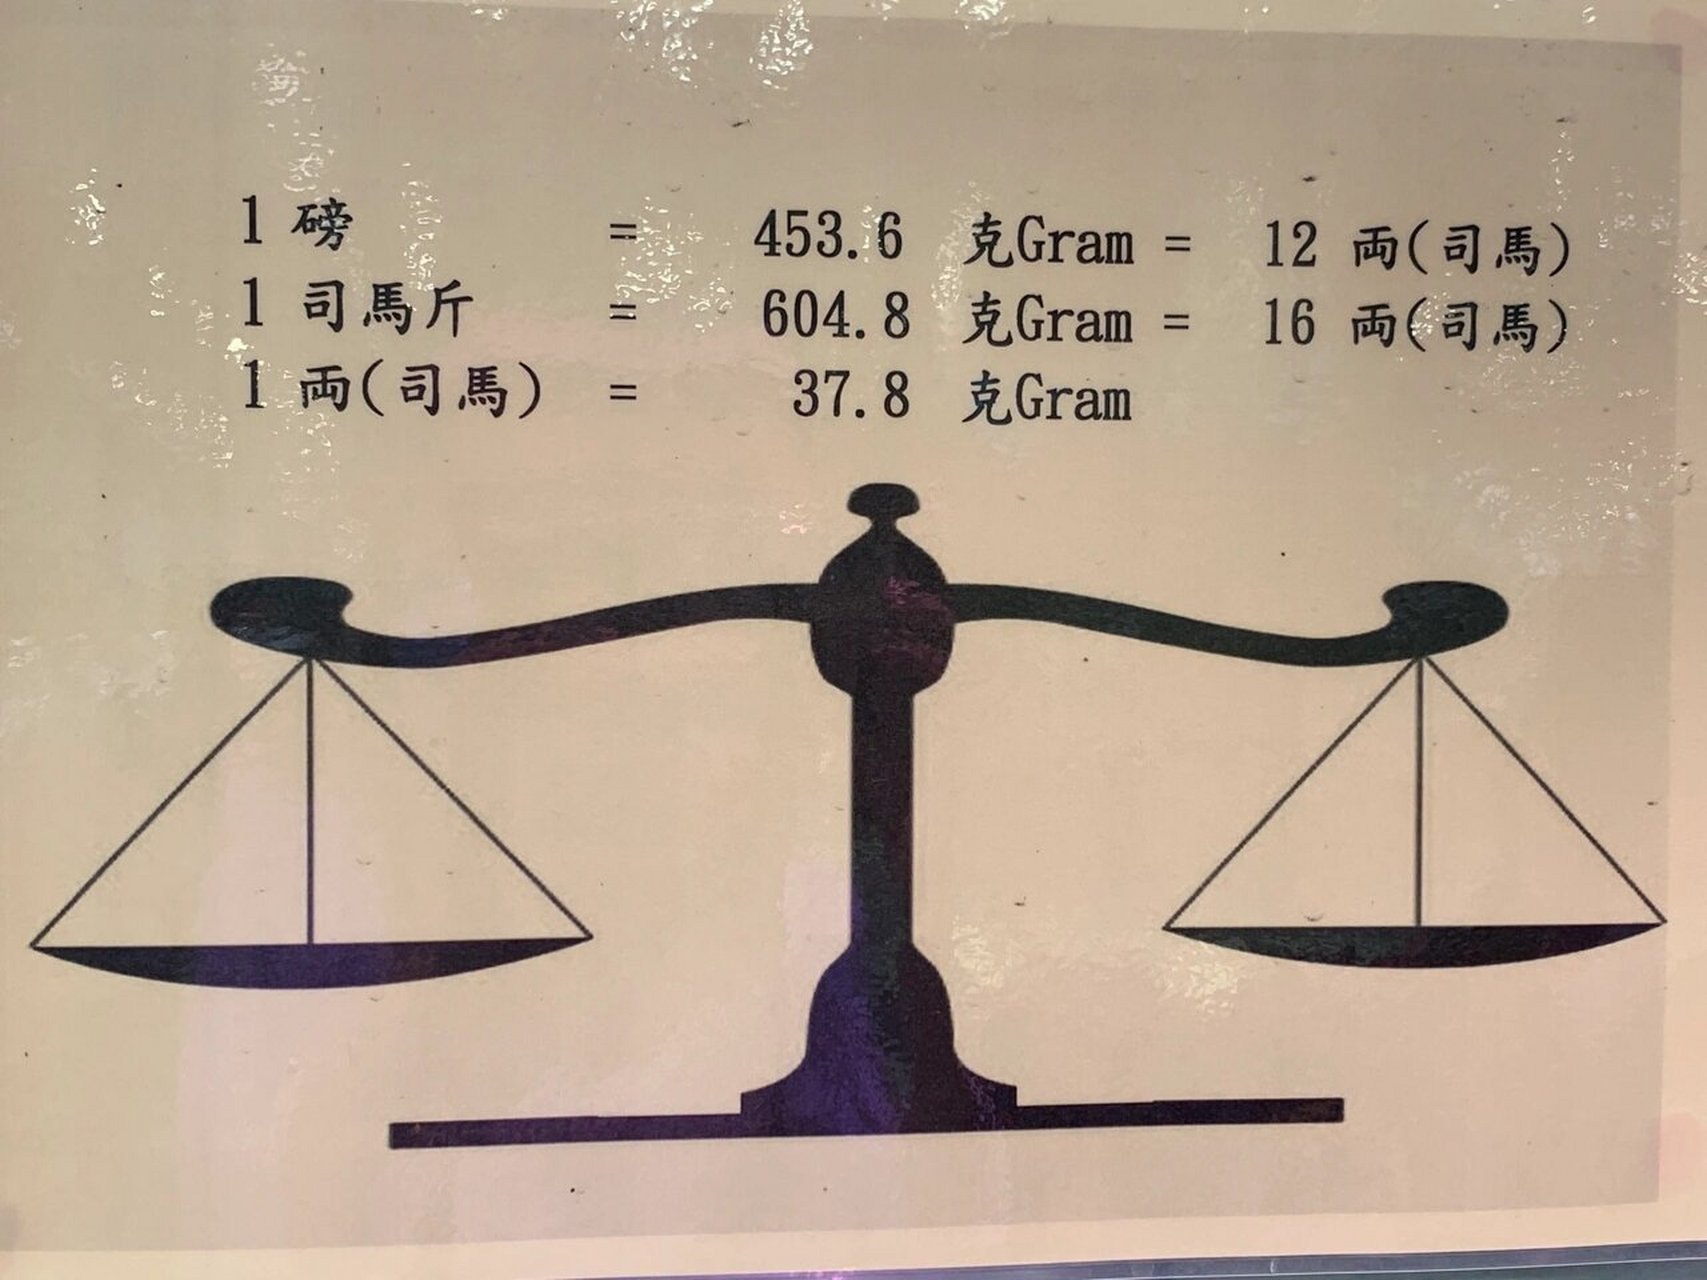 1 磅 = 453.6 克Gram = 12 両(司馬)
1 司馬斤 = 604.8 克Gram = 16 両(司馬)
1 両(司馬) = 37.8 克Gram